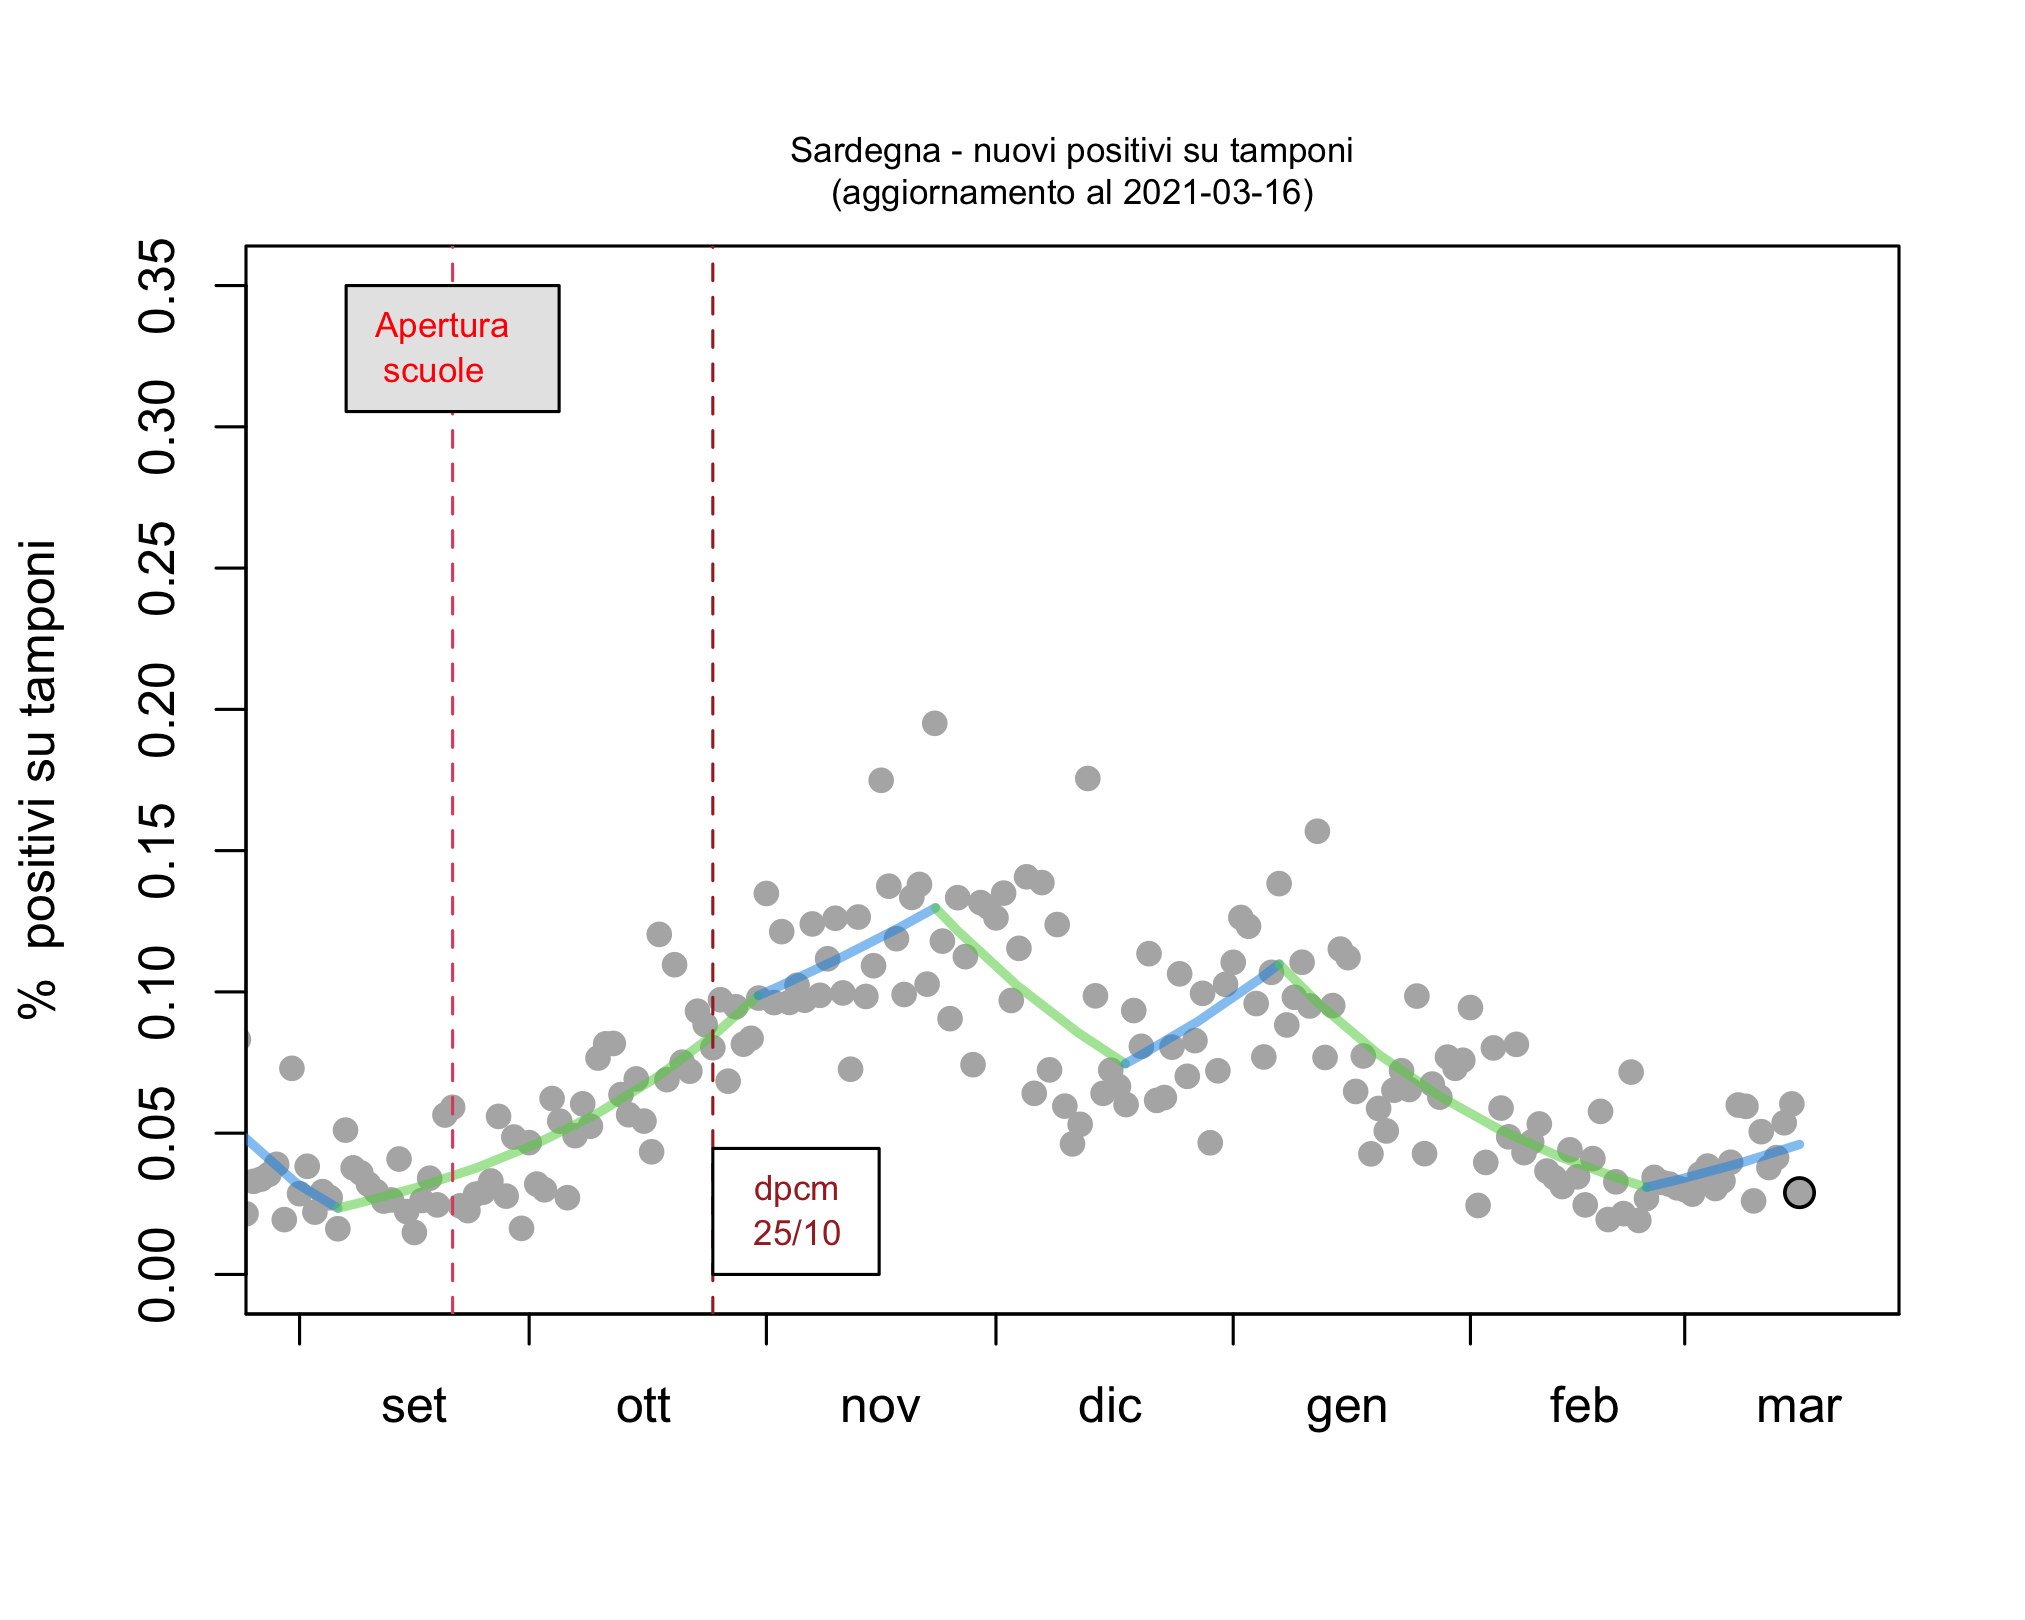 Sardegna - nuovi positivi su tamponi
(aggiornamento al 2021-03-16)
% positivi su tamponi
0.35
0.30
0.25
0.20
0.15
0.10
0.05
0.00
Apertura
scuole
dpcm
25/10
set
ott
nov
dic
gen
feb
mar